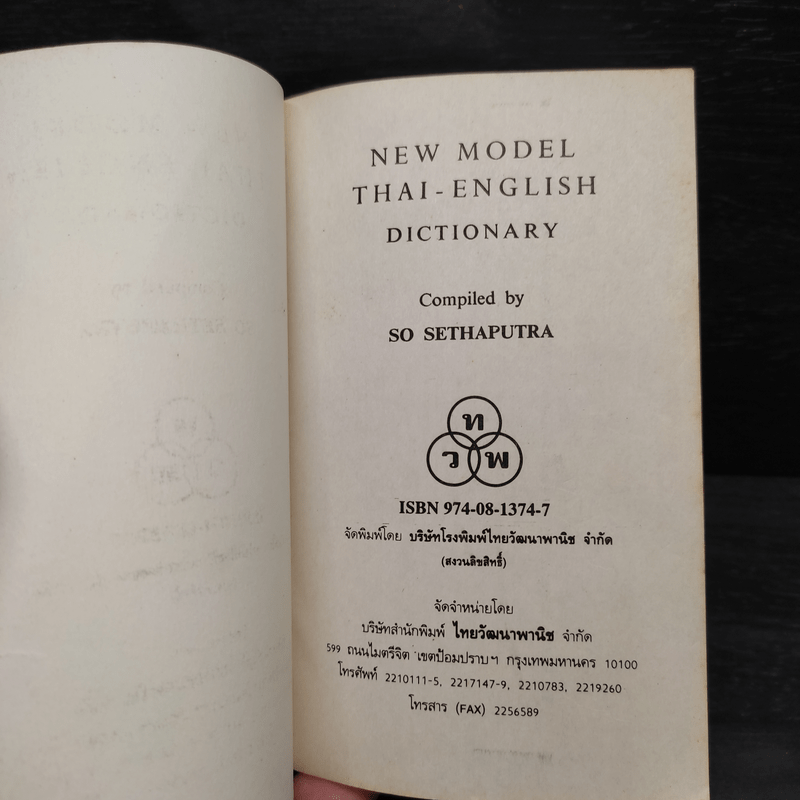 NEW MODEL
THAI-ENGLISH
DICTIONARY
Compiled by
SO SETHAPUTRA
ท
ว พ
ISBN 974-08-1374-7
จัดพิมพ์โดย บริษัทโรงพิมพ์ไทยวัฒนาพานิช จำกัด
(สงวนลิขสิทธิ์)
จัดจำหน่ายโดย
บริษัทสำนักพิมพ์ ไทยวัฒนาพานิช จำกัด
599 ถนนไมตรีจิต เขตป้อมปราบฯ กรุงเทพมหานคร 10100
โทรศัพท์ 2210111-5, 2217147-9, 2210783, 2219260
โทรสาร (FAX) 2256589